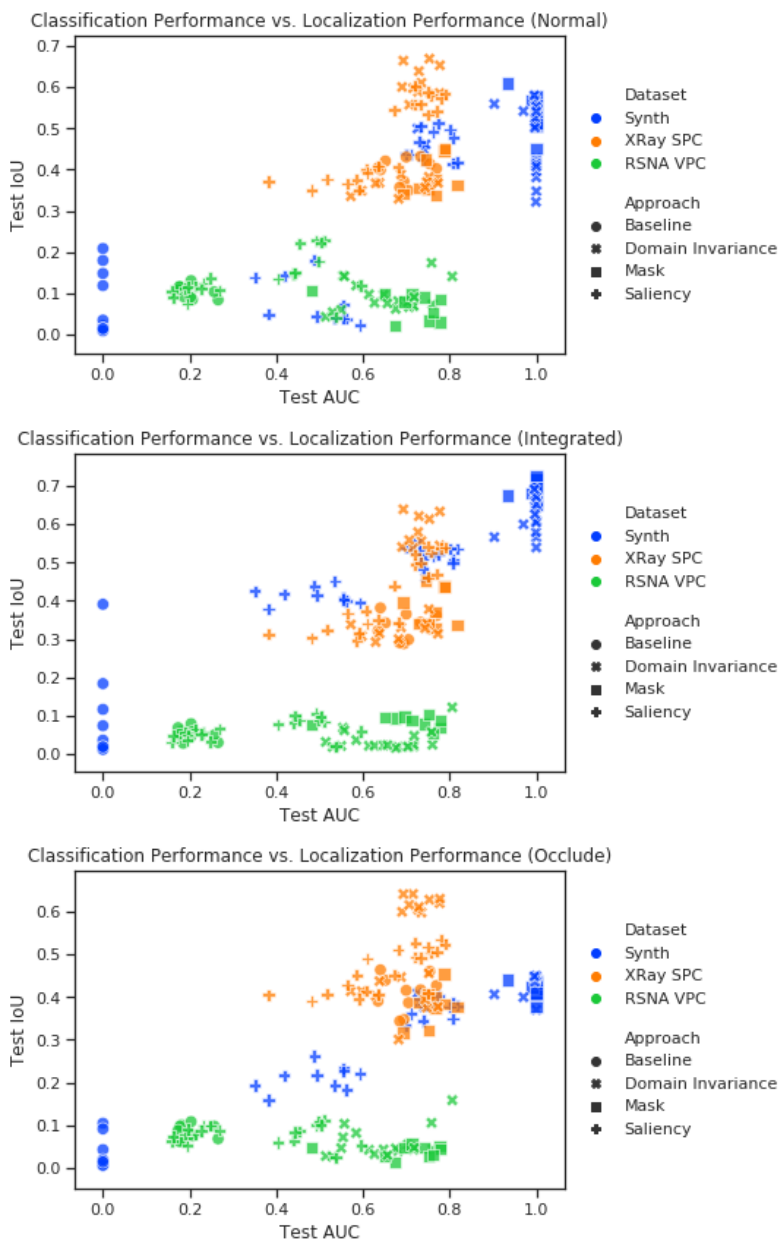 Classification Performance vs. Localization Performance (Normal)
0.7
0.6
0.5
0.4
0.3
0.2
0.1
0.0
Test IoU
0.0 0.2 0.4 0.6 0.8 1.0
Test AUC
Dataset
Synth
XRay SPC
RSNA VPC
Approach
Baseline
Domain Invariance
Mask
Saliency
Classification Performance vs. Localization Performance (Integrated)
0.7
0.6
0.5
0.4
0.3
0.2
0.1
0.0
Test IoU
0.0 0.2 0.4 0.6 0.8 1.0
Test AUC
Dataset
Synth
XRay SPC
RSNA VPC
Approach
Baseline
Domain Invariance
Mask
Saliency
Classification Performance vs. Localization Performance (Occlude)
0.6
0.5
0.4
0.3
0.2
0.1
0.0
Test IoU
0.0 0.2 0.4 0.6 0.8 1.0
Test AUC
Dataset
Synth
XRay SPC
RSNA VPC
Approach
Baseline
Domain Invariance
Mask
Saliency